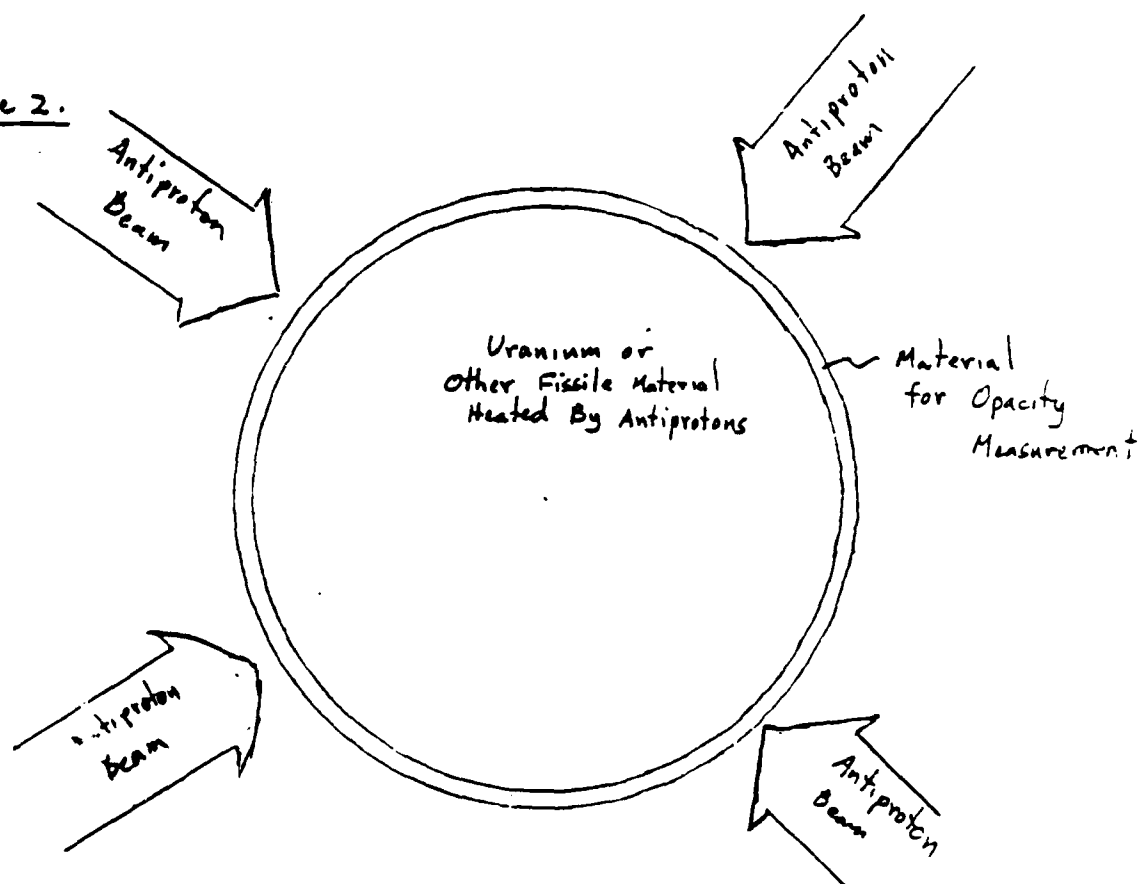 e 2.
Antiproton
Beam
Antiproton
Beam
Uranium or
Other Fissile Material
Heated By Antiprotons
Material
for Opacity
Measurement
Beam
Antiproton
Beam